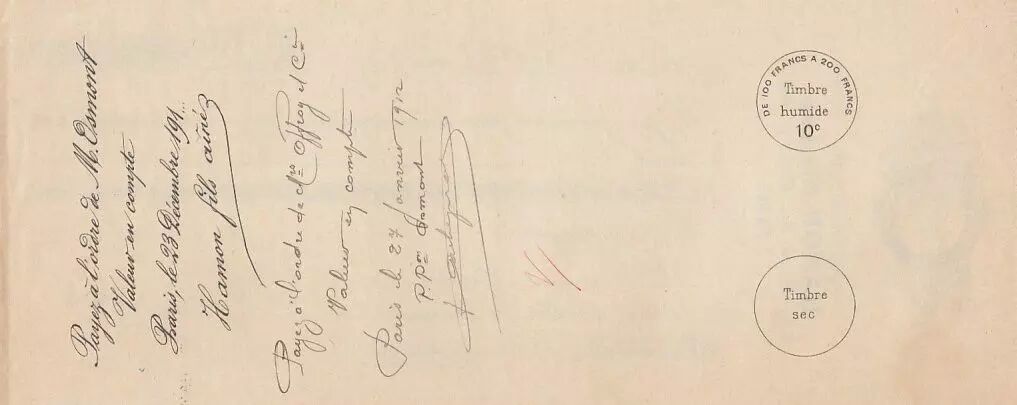 Payez à l'ordre de M. Osmont
Valeur en compte
Paris, le 23 Décembre 191
Hamon fils aîné
Payez à l'ordre de Mrs Offroy et Cie
Valeur en compte
Paris le 27 Janvier 1912
P. Pon Osmont
DE 100 FRANCS A 200 FRANCS
Timbre
humide
10c
Timbre
sec